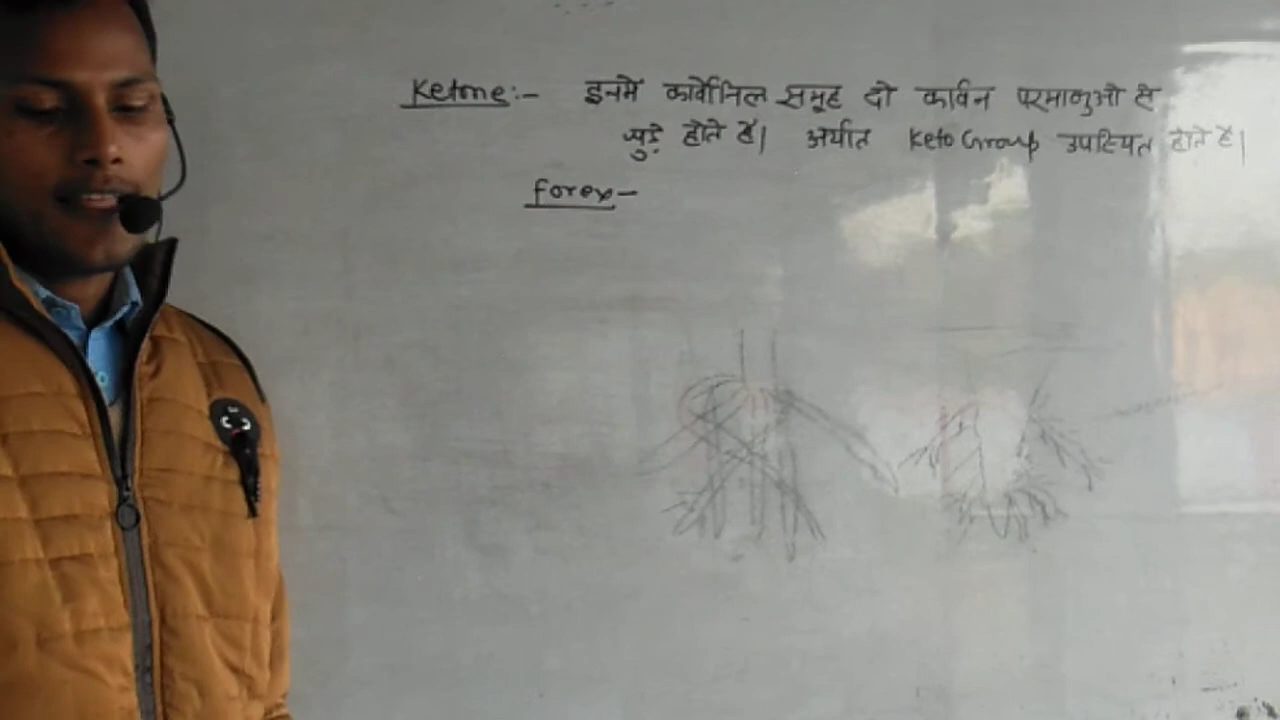 Ketone:- इनमें कार्बोनिल समूह दो कार्बन परमाणुओ से
जुड़े होते हैं। अर्थात Keto Group उपस्थित होते हैं।
forex-